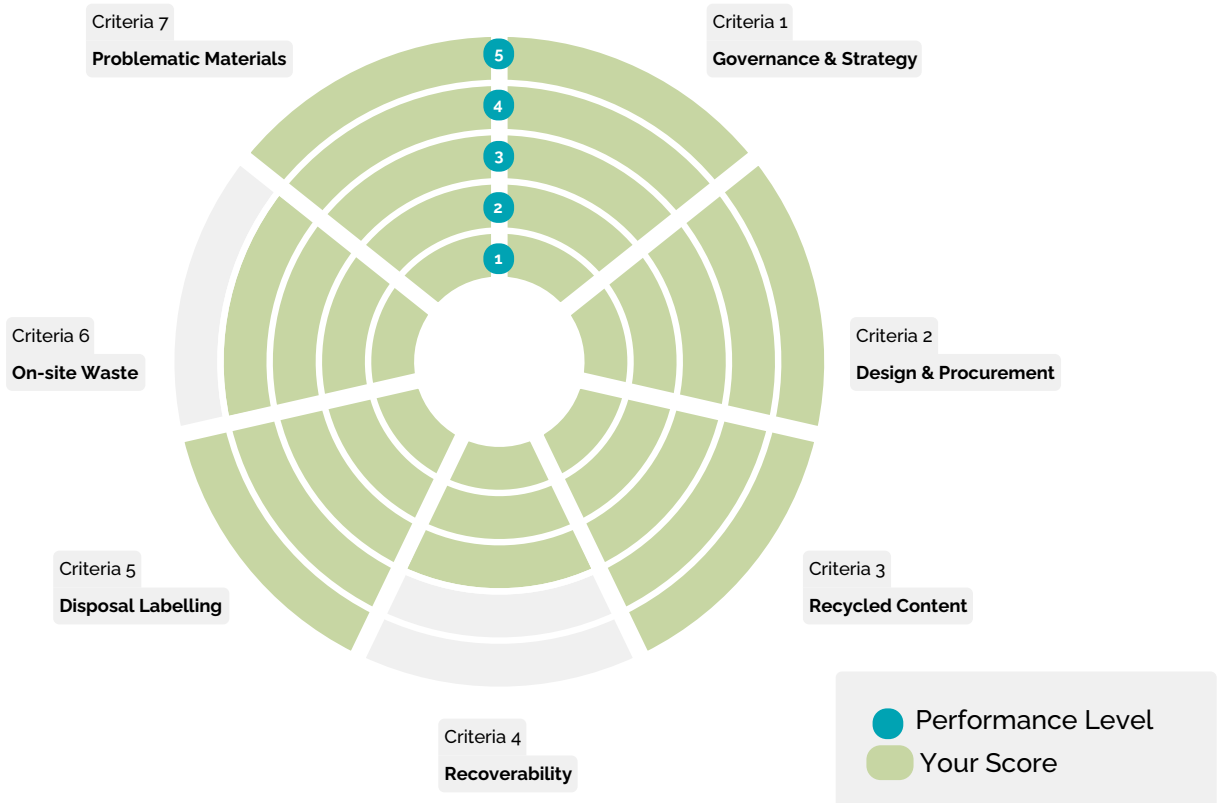 Criteria 7
Problematic Materials
Criteria 1
Governance & Strategy
5
4
3
2
1
Criteria 6
On-site Waste
Criteria 2
Design & Procurement
Criteria 5
Disposal Labelling
Criteria 3
Recycled Content
Criteria 4
Recoverability
Performance Level
Your Score